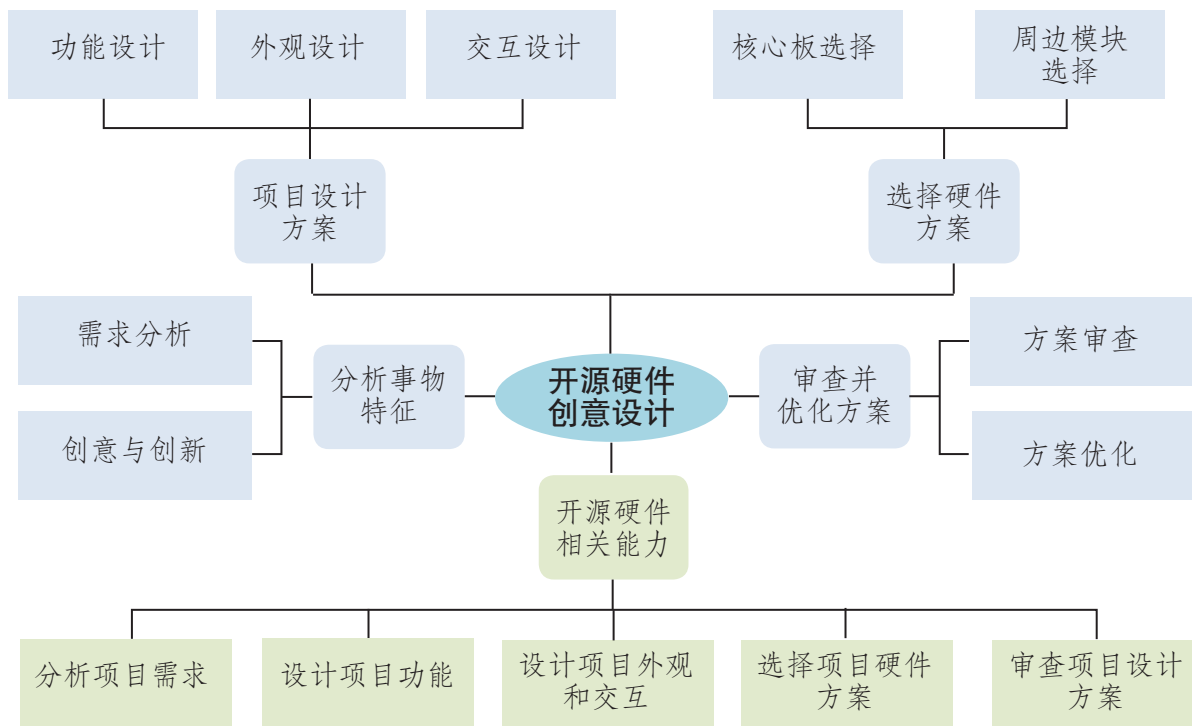 功能设计
外观设计
交互设计
核心板选择
周边模块
选择
项目设计
方案
选择硬件
方案
需求分析
创意与创新
分析事物
特征
开源硬件
创意设计
审查并
优化方案
方案审查
方案优化
开源硬件
相关能力
分析项目需求
设计项目功能
设计项目外观
和交互
选择项目硬件
方案
审查项目设计
方案